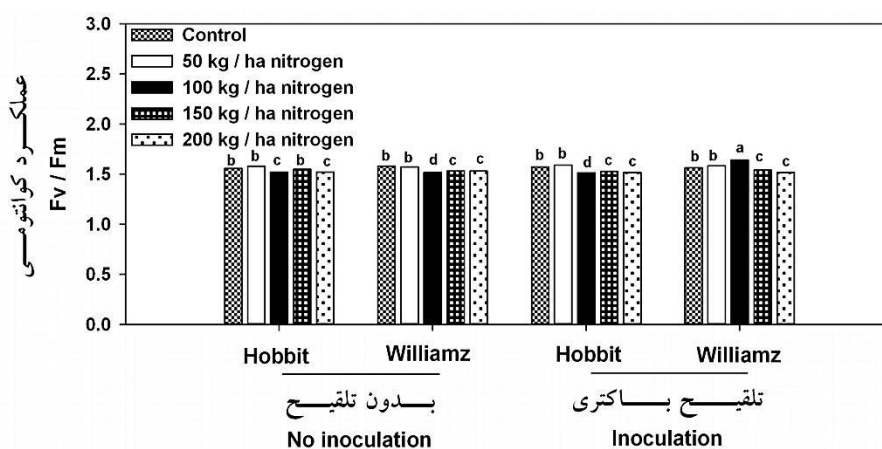 3.0
2.5
2.0
1.5
1.0
0.5
0.0
عملکرد کوانتومی
Fv / Fm
Control
50 kg / ha nitrogen
100 kg / ha nitrogen
150 kg / ha nitrogen
200 kg / ha nitrogen
b b c b c b b d c c b b d c c b b a c c
Hobbit Williamz Hobbit Williamz
بدون تلقیح تلقیح باکتری
No inoculation Inoculation